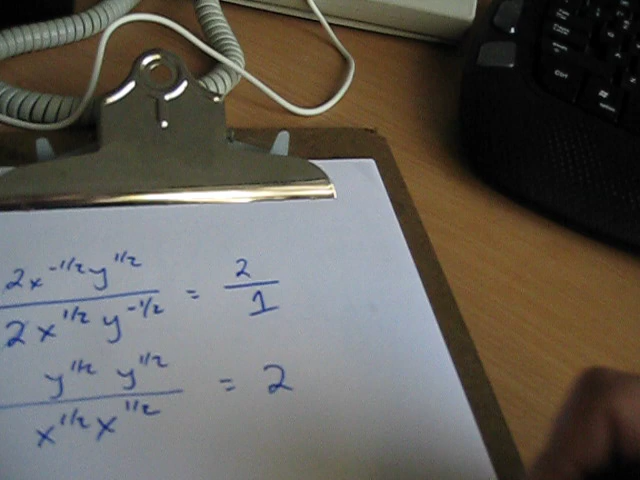 2x^-1/2 y^1/2 / 2x^1/2 y^-1/2 = 2/1
y^1/2 y^1/2 / x^1/2 x^1/2 = 2
Ctrl